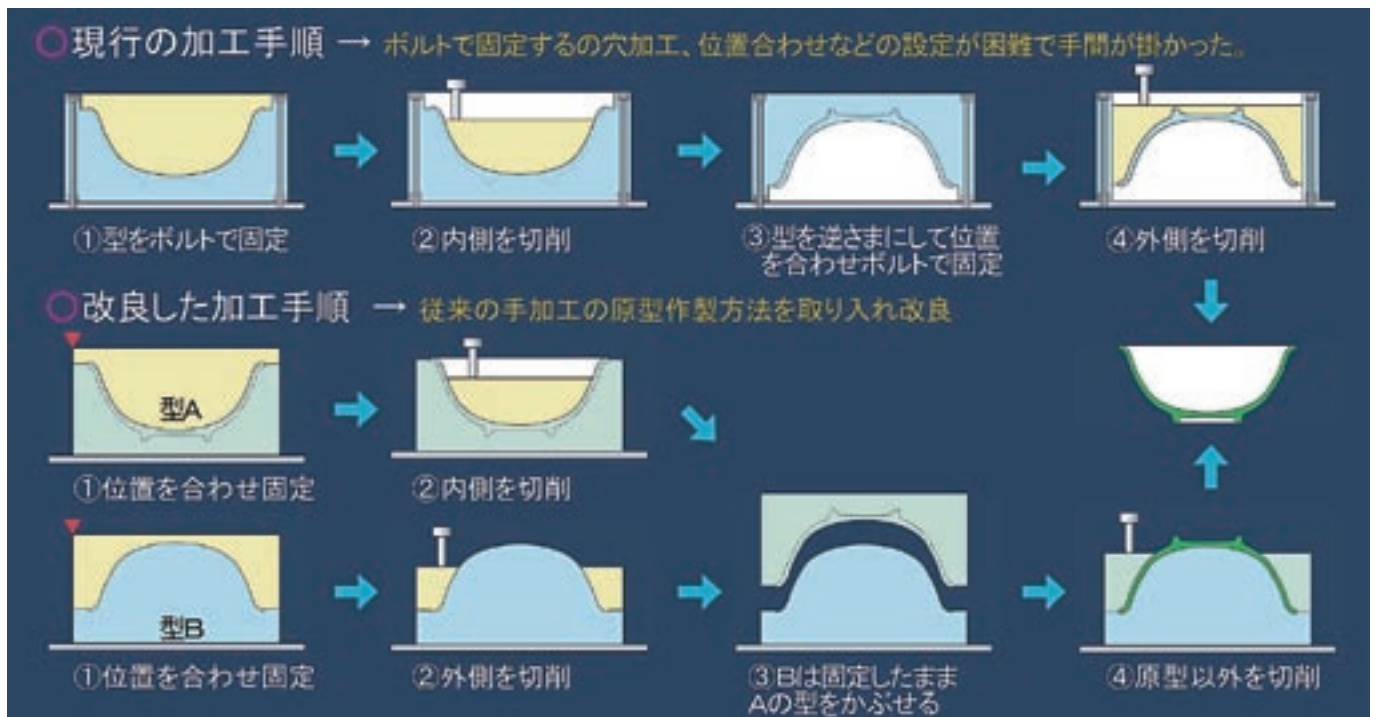 ○現行の加工手順 → ボルトで固定するの穴加工、位置合わせなどの設定が困難で手間が掛かった。
①型をボルトで固定
②内側を切削
③型を逆さまにして位置
を合わせボルトで固定
④外側を切削
○改良した加工手順 → 従来の手加工の原型作製方法を取り入れ改良
型A
①位置を合わせ固定
②内側を切削
型B
①位置を合わせ固定
②外側を切削
③Bは固定したまま
Aの型をかぶせる
④原型以外を切削